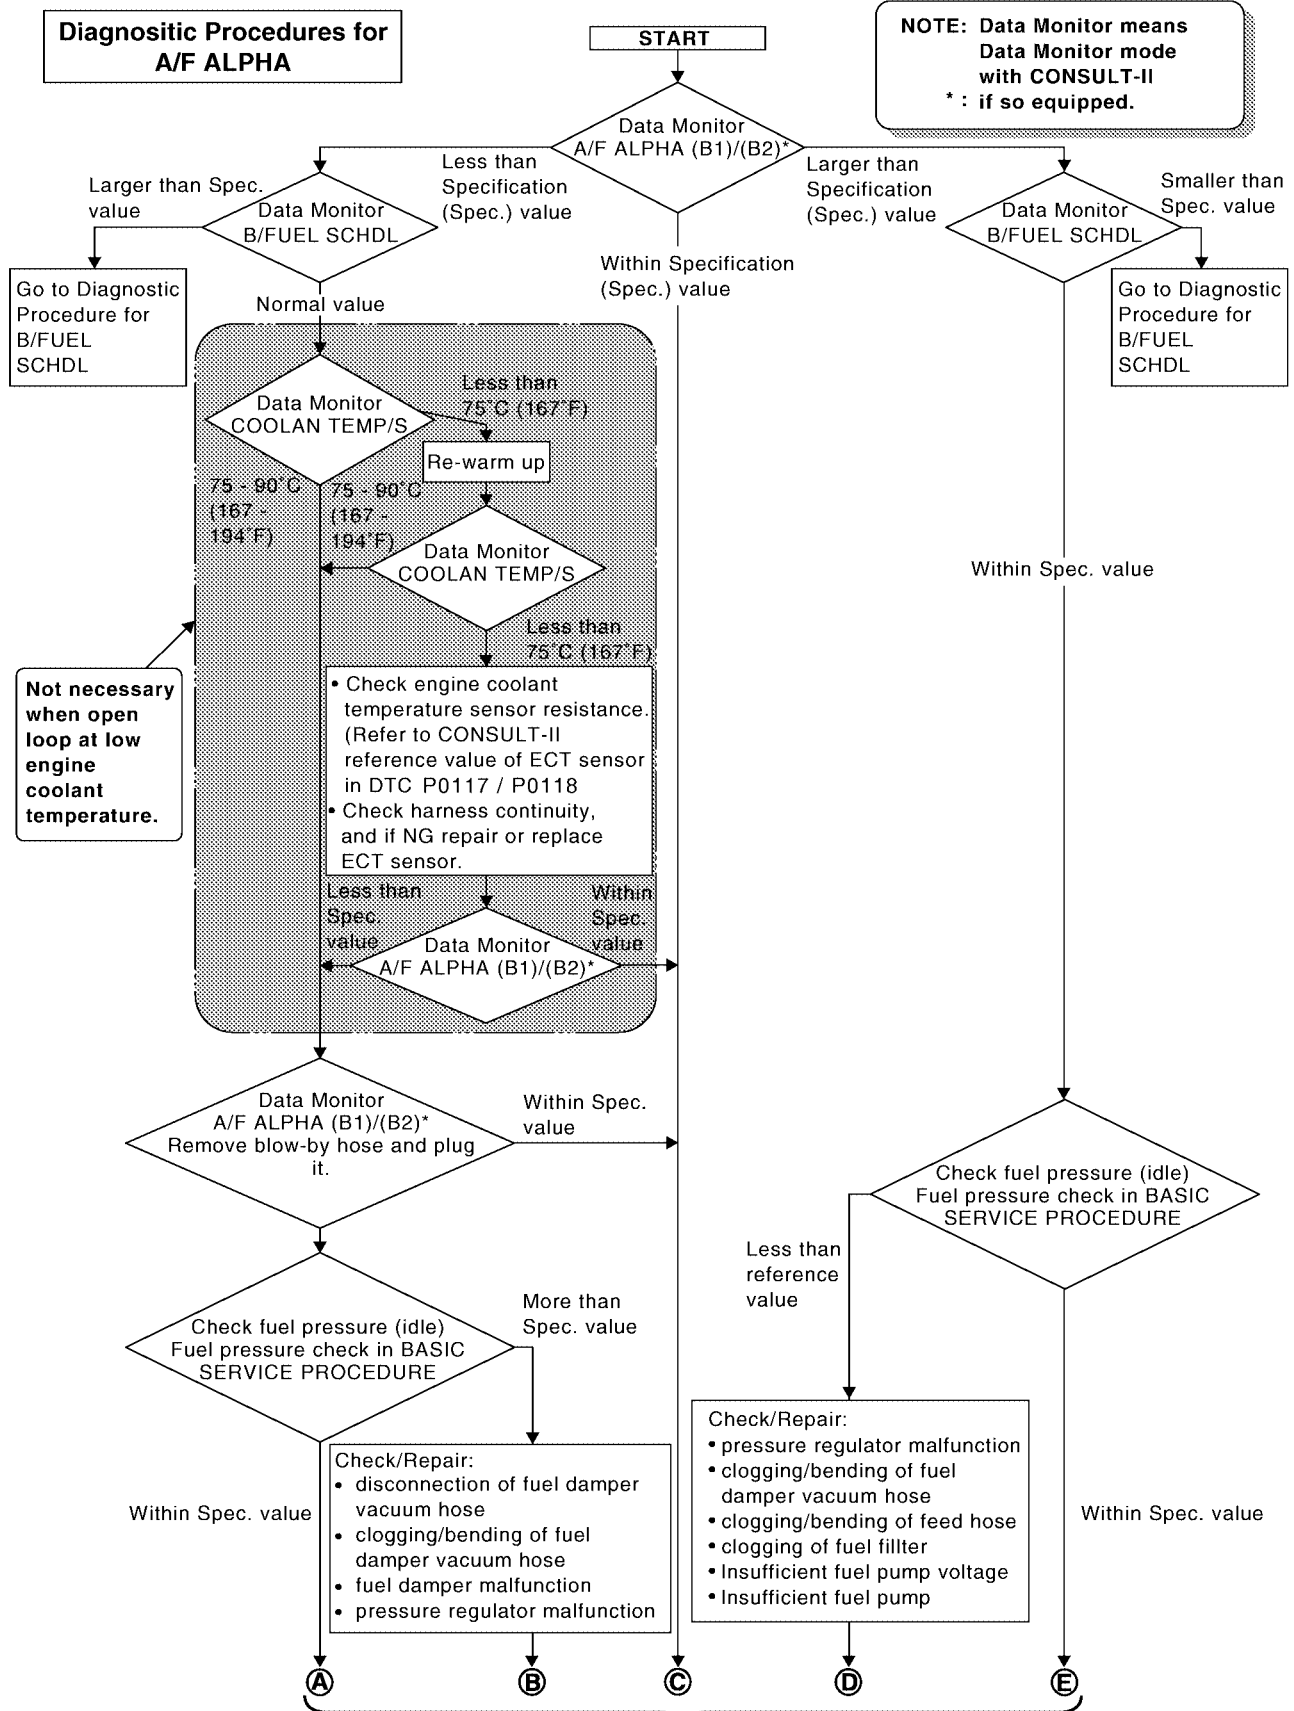 Diagnositic Procedures for
A/F ALPHA
START
NOTE: Data Monitor means
Data Monitor mode
with CONSULT-II
* : if so equipped.
Data Monitor
A/F ALPHA (B1)/(B2)*
Less than
Specification
(Spec.) value
Larger than
Specification
(Spec.) value
Larger than Spec.
value
Data Monitor
B/FUEL SCHDL
Data Monitor
B/FUEL SCHDL
Smaller than
Spec. value
Within Specification
(Spec.) value
Go to Diagnostic
Procedure for
B/FUEL
SCHDL
Normal value
Go to Diagnostic
Procedure for
B/FUEL
SCHDL
Data Monitor
COOLAN TEMP/S
Less than
75˚C (167˚F)
Re-warm up
75 - 90˚C
(167 -
194˚F)
75 - 90˚C
(167 -
194˚F)
Data Monitor
COOLAN TEMP/S
Within Spec. value
Less than
75˚C (167˚F)
Not necessary
when open
loop at low
engine
coolant
temperature.
• Check engine coolant
temperature sensor resistance.
(Refer to CONSULT-II
reference value of ECT sensor
in DTC P0117 / P0118
• Check harness continuity,
and if NG repair or replace
ECT sensor.
Less than
Spec.
value
Within
Spec.
value
Data Monitor
A/F ALPHA (B1)/(B2)*
Data Monitor
A/F ALPHA (B1)/(B2)*
Remove blow-by hose and plug
it.
Within Spec.
value
Check fuel pressure (idle)
Fuel pressure check in BASIC
SERVICE PROCEDURE
Less than
reference
value
Check fuel pressure (idle)
Fuel pressure check in BASIC
SERVICE PROCEDURE
More than
Spec. value
Within Spec. value
Check/Repair:
• disconnection of fuel damper
vacuum hose
• clogging/bending of fuel
damper vacuum hose
• fuel damper malfunction
• pressure regulator malfunction
Check/Repair:
• pressure regulator malfunction
• clogging/bending of fuel
damper vacuum hose
• clogging/bending of feed hose
• clogging of fuel fillter
• Insufficient fuel pump voltage
• Insufficient fuel pump
Within Spec. value
A B C D E